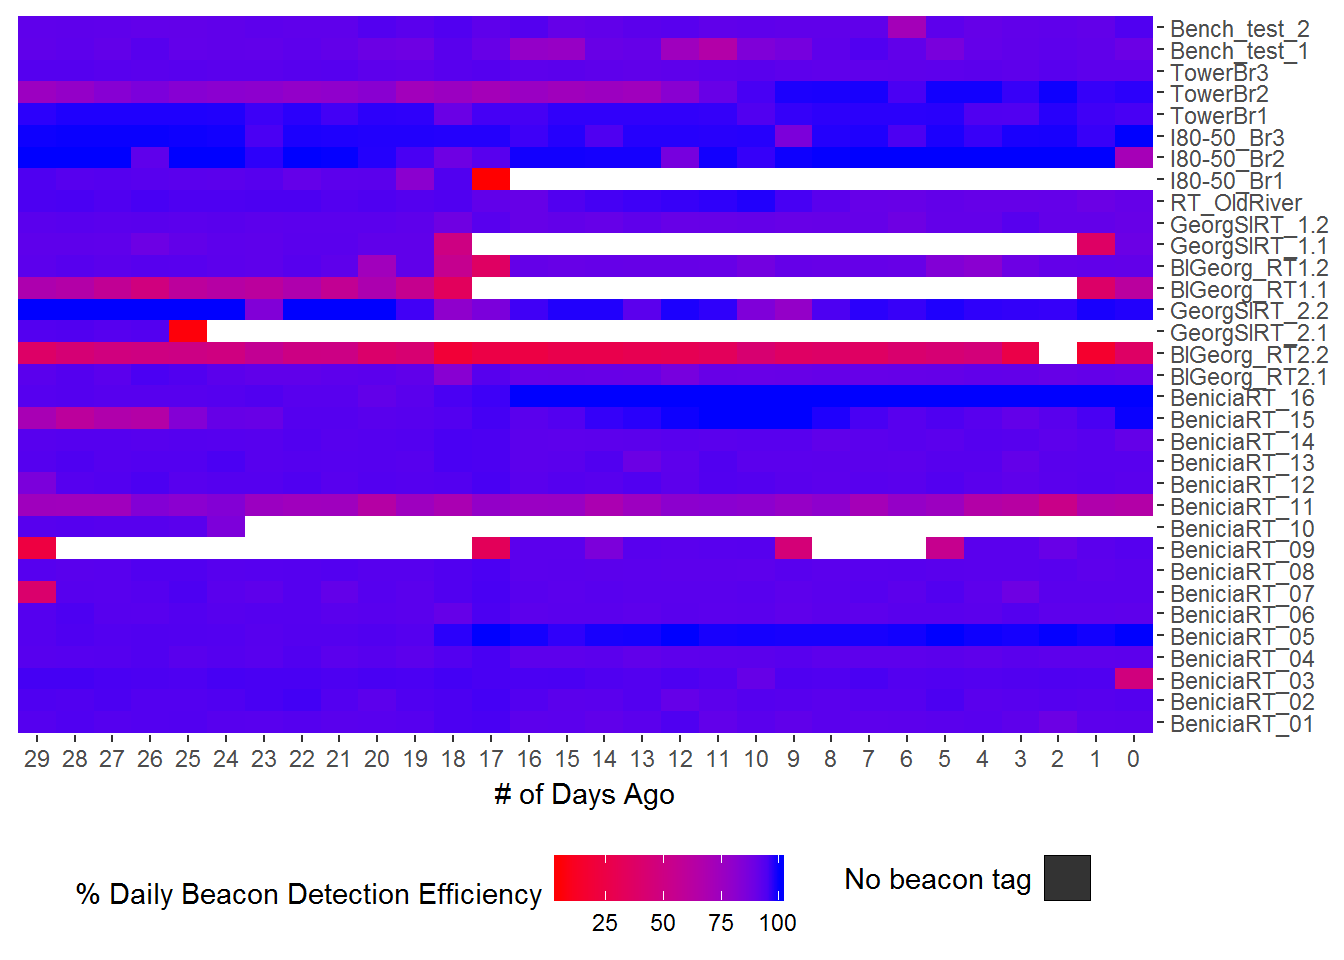 Bench_test_2
Bench_test_1
TowerBr3
TowerBr2
TowerBr1
I80-50_Br3
I80-50_Br2
I80-50_Br1
RT_OldRiver
GeorgSlRT_1.2
GeorgSlRT_1.1
BlGeorg_RT1.2
BlGeorg_RT1.1
GeorgSlRT_2.2
GeorgSlRT_2.1
BlGeorg_RT2.2
BlGeorg_RT2.1
BeniciaRT_16
BeniciaRT_15
BeniciaRT_14
BeniciaRT_13
BeniciaRT_12
BeniciaRT_11
BeniciaRT_10
BeniciaRT_09
BeniciaRT_08
BeniciaRT_07
BeniciaRT_06
BeniciaRT_05
BeniciaRT_04
BeniciaRT_03
BeniciaRT_02
BeniciaRT_01
29 28 27 26 25 24 23 22 21 20 19 18 17 16 15 14 13 12 11 10 9 8 7 6 5 4 3 2 1 0
# of Days Ago
% Daily Beacon Detection Efficiency
25 50 75 100
No beacon tag